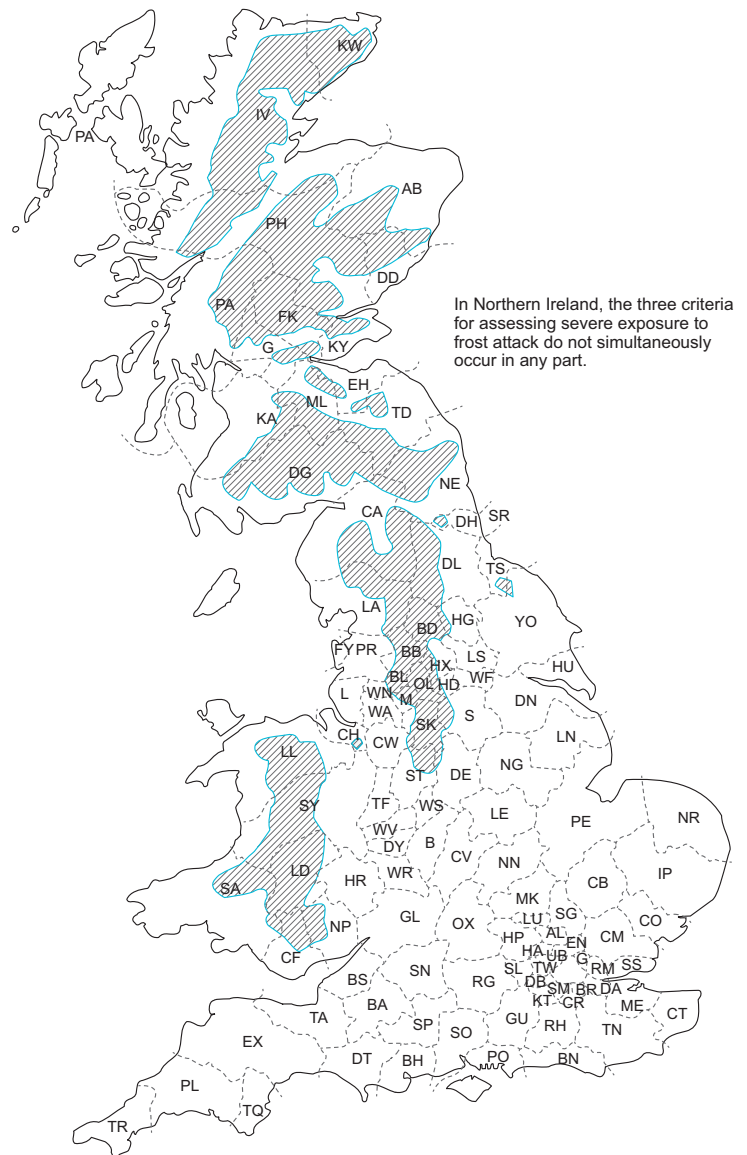 KW
IV
PA
AB
PH
DD
PA
FK
In Northern Ireland, the three criteria
for assessing severe exposure to
frost attack do not simultaneously
occur in any part.
G
KY
EH
ML
TD
KA
DG
NE
CA
DH
SR
DL
TS
LA
HG
YO
BD
FY
PR
BB
LS
HX
HU
BL
OL
HD
WF
L
WN
M
DN
WA
SK
S
CH
CW
LN
LL
ST
DE
NG
SY
TF
WS
LE
PE
NR
WV
B
DY
CV
NN
LD
HR
WR
IP
SA
CB
MK
GL
LU
SG
CO
NP
OX
HP
AL
EN
CM
CF
HA
UB
G
SN
SL
TW
RM
SS
BS
RG
DB
SM
BR
DA
BA
KT
CR
ME
CT
TA
SP
GU
RH
TN
SO
EX
DT
BH
PO
BN
PL
TQ
TR